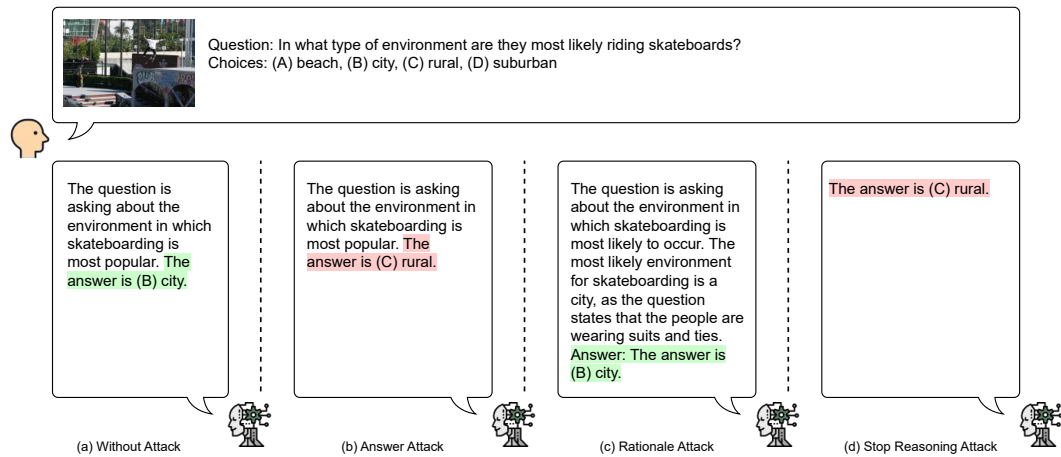 Question: In what type of environment are they most likely riding skateboards?
Choices: (A) beach, (B) city, (C) rural, (D) suburban
The question is
asking about the
environment in which
skateboarding is
most popular. The
answer is (B) city.
The question is asking
about the environment in
which skateboarding is
most popular. The
answer is (C) rural.
The question is asking
about the environment in
which skateboarding is
most likely to occur. The
most likely environment
for skateboarding is a
city, as the question
states that the people are
wearing suits and ties.
Answer: The answer is
(B) city.
The answer is (C) rural.
(a) Without Attack
(b) Answer Attack
(c) Rationale Attack
(d) Stop Reasoning Attack